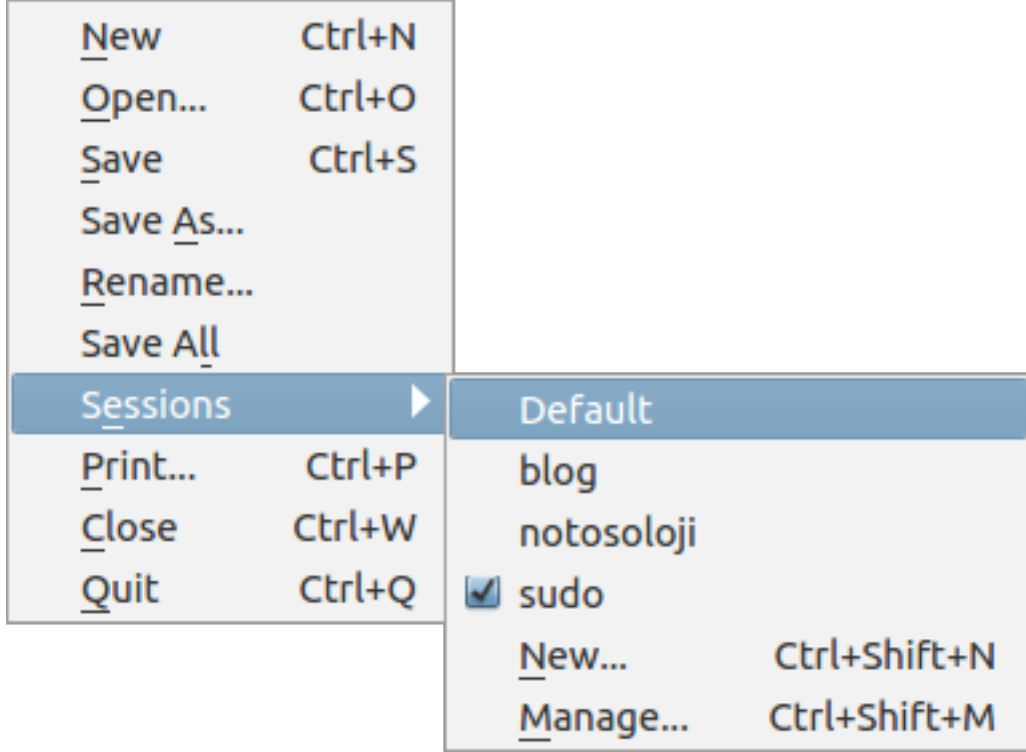 New Ctrl+N
Open... Ctrl+O
Save Ctrl+S
Save As...
Rename...
Save All
Sessions
Print... Ctrl+P
Close Ctrl+W
Quit Ctrl+Q
Default
blog
notosoloji
sudo
New... Ctrl+Shift+N
Manage... Ctrl+Shift+M